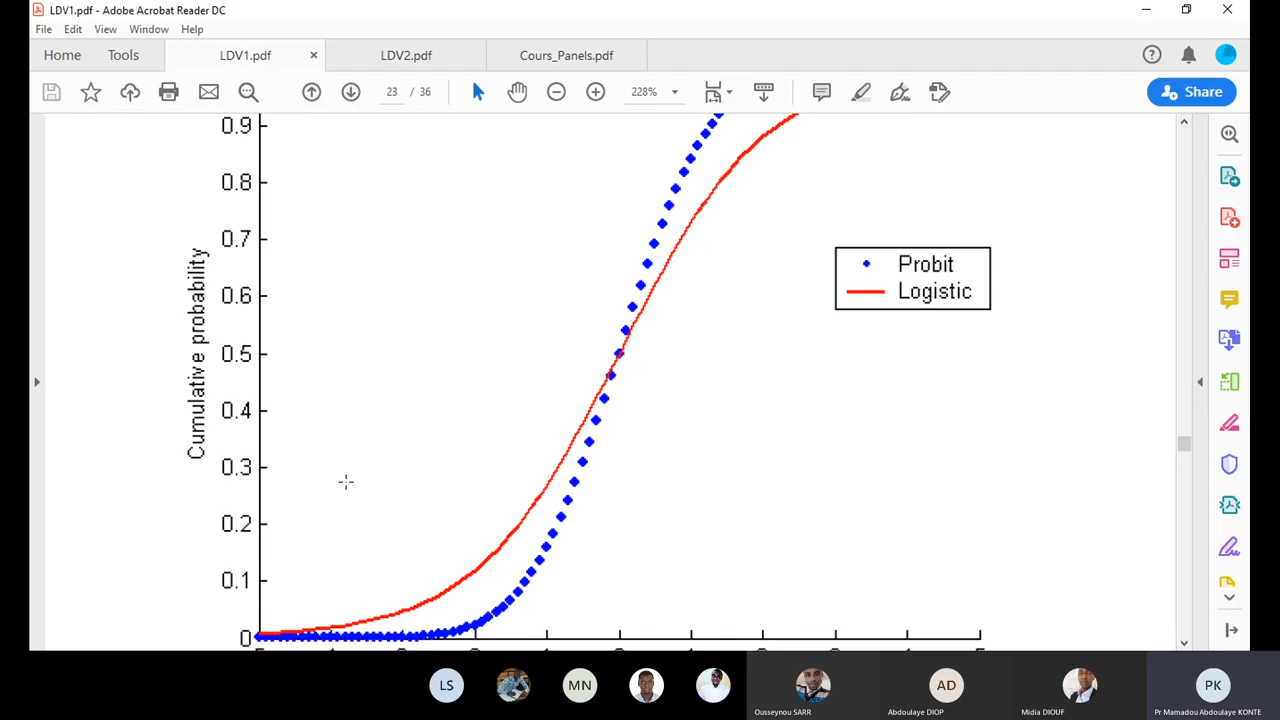 LDV1.pdf - Adobe Acrobat Reader DC
File Edit View Window Help
Home Tools LDV1.pdf × LDV2.pdf Cours_Panels.pdf
23 / 36 228% Share
0.9
0.8
0.7
0.6
0.5
0.4
0.3
0.2
0.1
0
Cumulative probability
Probit
Logistic
LS MN AD PK
Ousseynou SARR Abdoulaye DIOP Midia DIOUF Pr Mamadou Abdoulaye KONTE